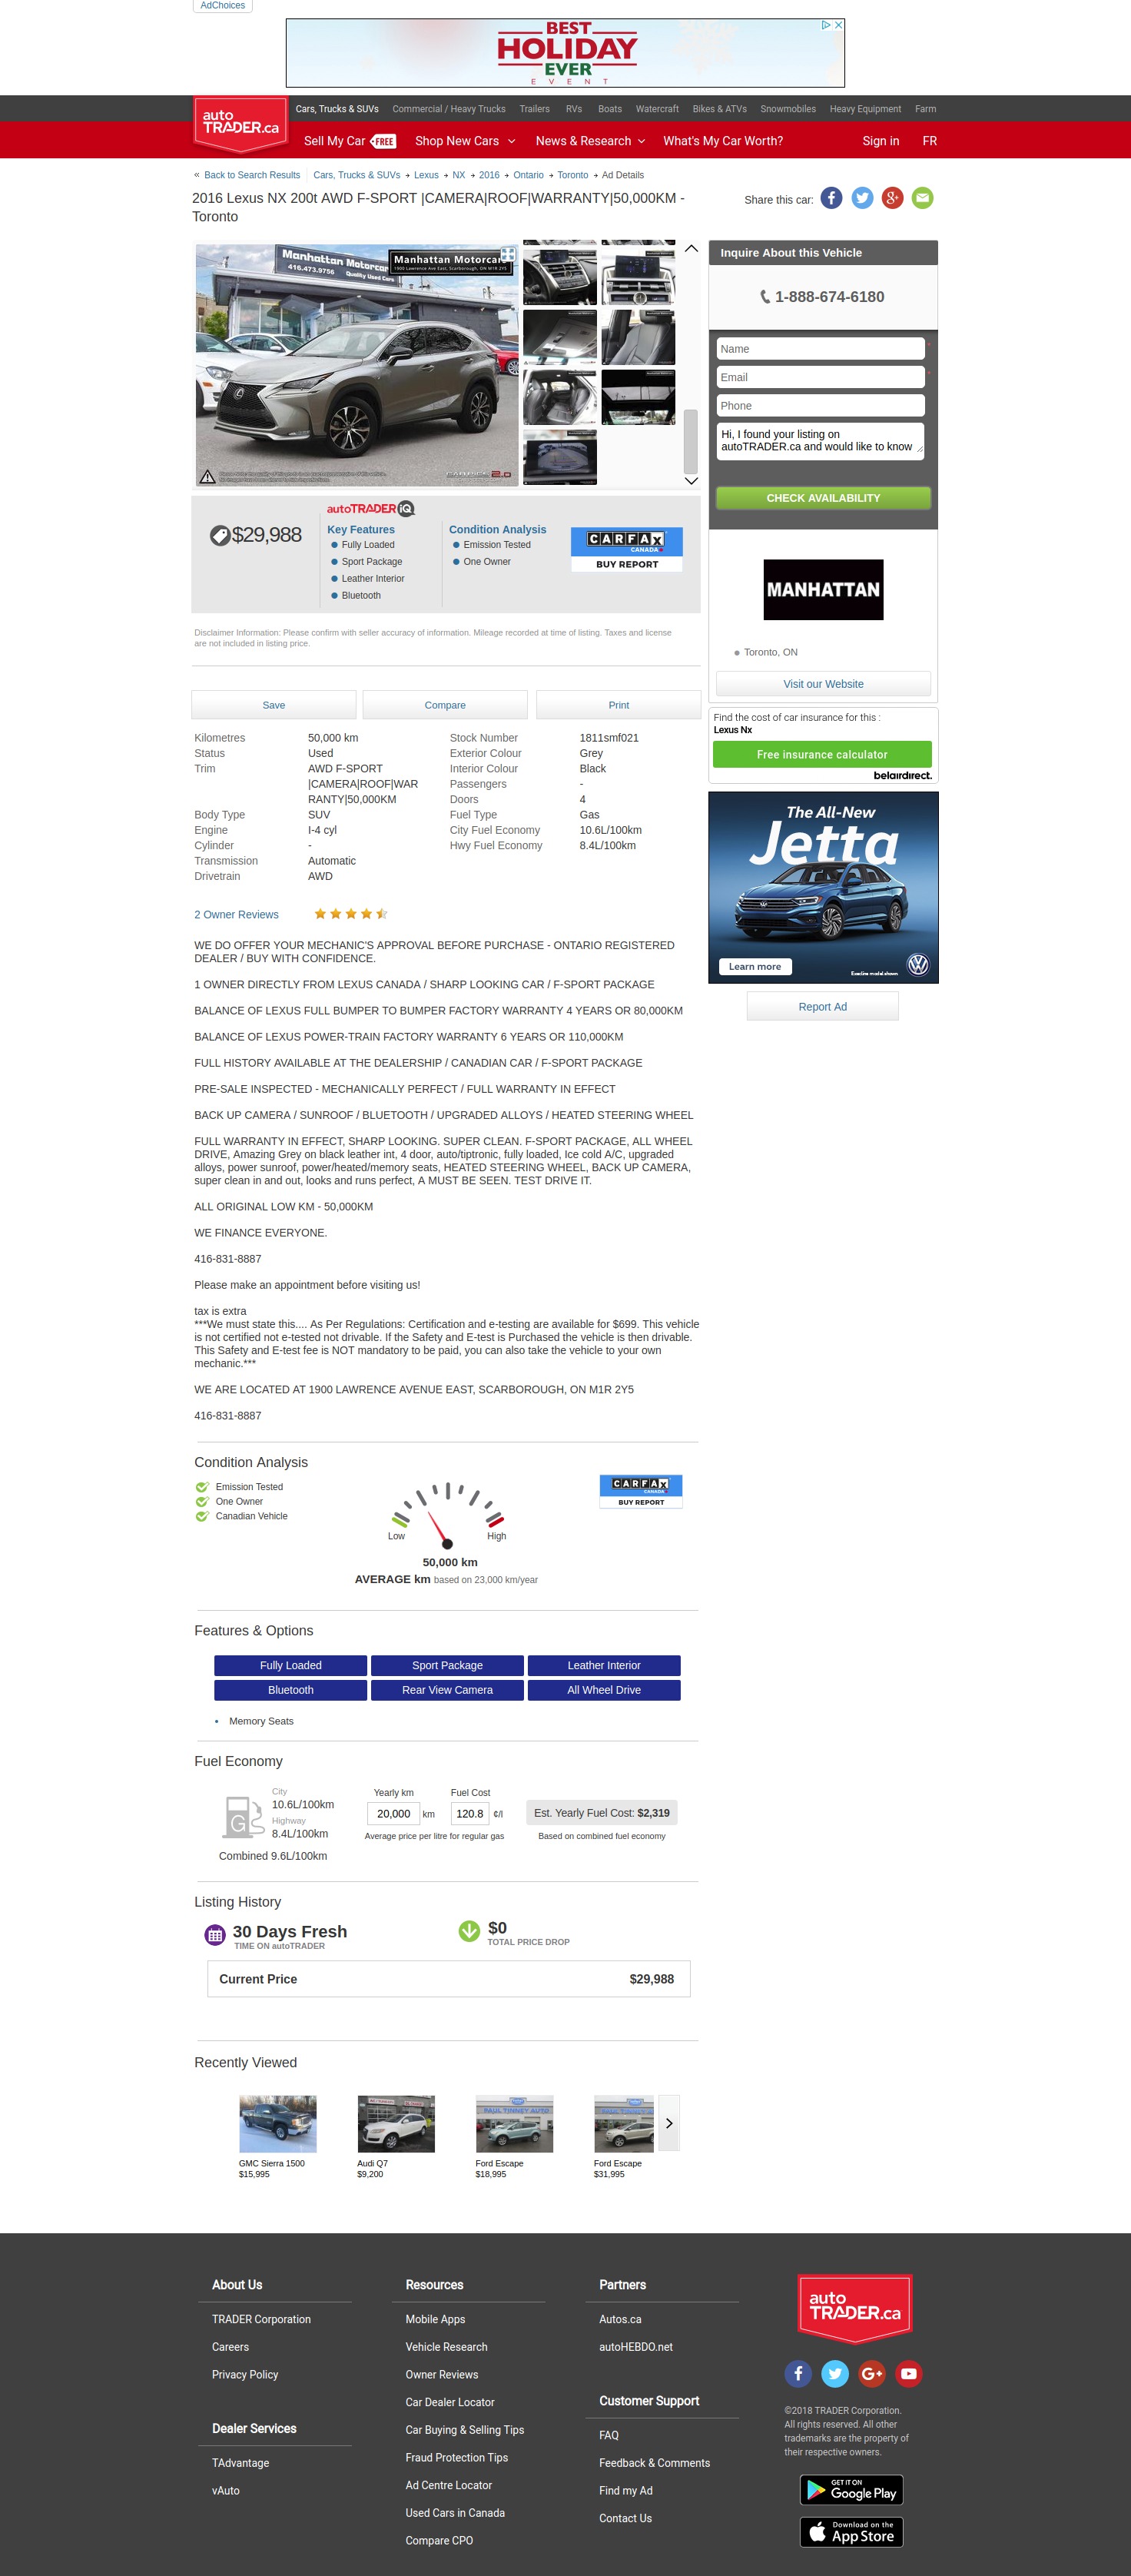 AdChoices
BEST
HOLIDAY
EVER
EVENT
auto
TRADER.ca
Cars, Trucks & SUVs Commercial / Heavy Trucks Trailers RVs Boats Watercraft Bikes & ATVs Snowmobiles Heavy Equipment Farm
Sell My Car FREE Shop New Cars News & Research What's My Car Worth? Sign in FR
« Back to Search Results Cars, Trucks & SUVs → Lexus → NX → 2016 → Ontario → Toronto → Ad Details
2016 Lexus NX 200t AWD F-SPORT |CAMERA|ROOF|WARRANTY|50,000KM -
Toronto
Share this car:
Manhattan Motorcar
416.473.9756 Quality Used Cars
Manhattan Motorcar
1900 Lawrence Ave East, Scarborough, ON M1R 2Y5
CARPICS 2.0
Inquire About this Vehicle
1-888-674-6180
Name *
Email *
Phone
Hi, I found your listing on
autoTRADER.ca and would like to know
CHECK AVAILABILITY
MANHATTAN
Toronto, ON
Visit our Website
$29,988
autoTRADER iQ
Key Features
Fully Loaded
Sport Package
Leather Interior
Bluetooth
Condition Analysis
Emission Tested
One Owner
CARFAX
CANADA
BUY REPORT
Disclaimer Information: Please confirm with seller accuracy of information. Mileage recorded at time of listing. Taxes and license
are not included in listing price.
Save
Compare
Print
Kilometres 50,000 km
Status Used
Trim AWD F-SPORT
|CAMERA|ROOF|WAR
RANTY|50,000KM
Body Type SUV
Engine I-4 cyl
Cylinder -
Transmission Automatic
Drivetrain AWD
Stock Number 1811smf021
Exterior Colour Grey
Interior Colour Black
Passengers -
Doors 4
Fuel Type Gas
City Fuel Economy 10.6L/100km
Hwy Fuel Economy 8.4L/100km
Find the cost of car insurance for this :
Lexus Nx
Free insurance calculator
belairdirect.
The All-New
Jetta
Learn more
Execline model shown
Report Ad
2 Owner Reviews
WE DO OFFER YOUR MECHANIC'S APPROVAL BEFORE PURCHASE - ONTARIO REGISTERED
DEALER / BUY WITH CONFIDENCE.
1 OWNER DIRECTLY FROM LEXUS CANADA / SHARP LOOKING CAR / F-SPORT PACKAGE
BALANCE OF LEXUS FULL BUMPER TO BUMPER FACTORY WARRANTY 4 YEARS OR 80,000KM
BALANCE OF LEXUS POWER-TRAIN FACTORY WARRANTY 6 YEARS OR 110,000KM
FULL HISTORY AVAILABLE AT THE DEALERSHIP / CANADIAN CAR / F-SPORT PACKAGE
PRE-SALE INSPECTED - MECHANICALLY PERFECT / FULL WARRANTY IN EFFECT
BACK UP CAMERA / SUNROOF / BLUETOOTH / UPGRADED ALLOYS / HEATED STEERING WHEEL
FULL WARRANTY IN EFFECT, SHARP LOOKING. SUPER CLEAN. F-SPORT PACKAGE, ALL WHEEL
DRIVE, Amazing Grey on black leather int, 4 door, auto/tiptronic, fully loaded, Ice cold A/C, upgraded
alloys, power sunroof, power/heated/memory seats, HEATED STEERING WHEEL, BACK UP CAMERA,
super clean in and out, looks and runs perfect, A MUST BE SEEN. TEST DRIVE IT.
ALL ORIGINAL LOW KM - 50,000KM
WE FINANCE EVERYONE.
416-831-8887
Please make an appointment before visiting us!
tax is extra
***We must state this.... As Per Regulations: Certification and e-testing are available for $699. This vehicle
is not certified not e-tested not drivable. If the Safety and E-test is Purchased the vehicle is then drivable.
This Safety and E-test fee is NOT mandatory to be paid, you can also take the vehicle to your own
mechanic.***
WE ARE LOCATED AT 1900 LAWRENCE AVENUE EAST, SCARBOROUGH, ON M1R 2Y5
416-831-8887
Condition Analysis
Emission Tested
One Owner
Canadian Vehicle
Low High
50,000 km
AVERAGE km based on 23,000 km/year
CARFAX
CANADA
BUY REPORT
Features & Options
Fully Loaded Sport Package Leather Interior
Bluetooth Rear View Camera All Wheel Drive
Memory Seats
Fuel Economy
G
City
10.6L/100km
Highway
8.4L/100km
Combined 9.6L/100km
Yearly km Fuel Cost
20,000 km 120.8 ¢/l
Average price per litre for regular gas
Est. Yearly Fuel Cost: $2,319
Based on combined fuel economy
Listing History
30 Days Fresh
TIME ON autoTRADER
$0
TOTAL PRICE DROP
Current Price $29,988
Recently Viewed
PAUL TINNEY AUTO
GMC Sierra 1500
$15,995
Audi Q7
$9,200
Ford Escape
$18,995
Ford Escape
$31,995
About Us
TRADER Corporation
Careers
Privacy Policy
Dealer Services
TAdvantage
vAuto
Resources
Mobile Apps
Vehicle Research
Owner Reviews
Car Dealer Locator
Car Buying & Selling Tips
Fraud Protection Tips
Ad Centre Locator
Used Cars in Canada
Compare CPO
Partners
Autos.ca
autoHEBDO.net
Customer Support
FAQ
Feedback & Comments
Find my Ad
Contact Us
auto
TRADER.ca
©2018 TRADER Corporation.
All rights reserved. All other
trademarks are the property of
their respective owners.
GET IT ON
Google Play
Download on the
App Store